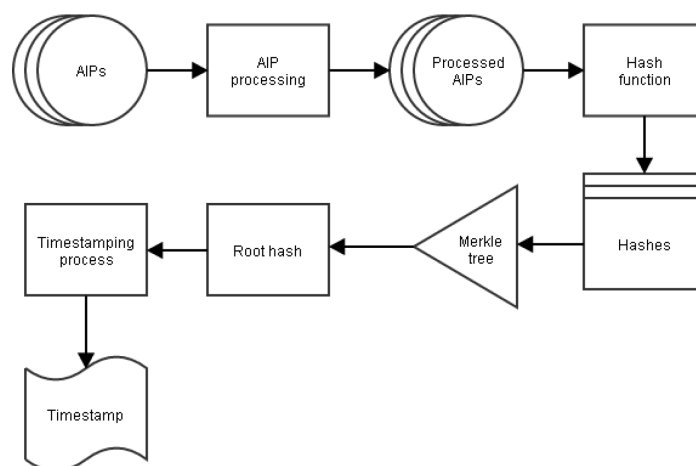 AIPs
AIP
processing
Processed
AIPs
Hash
function
Hashes
Merkle
tree
Root hash
Timestamping
process
Timestamp